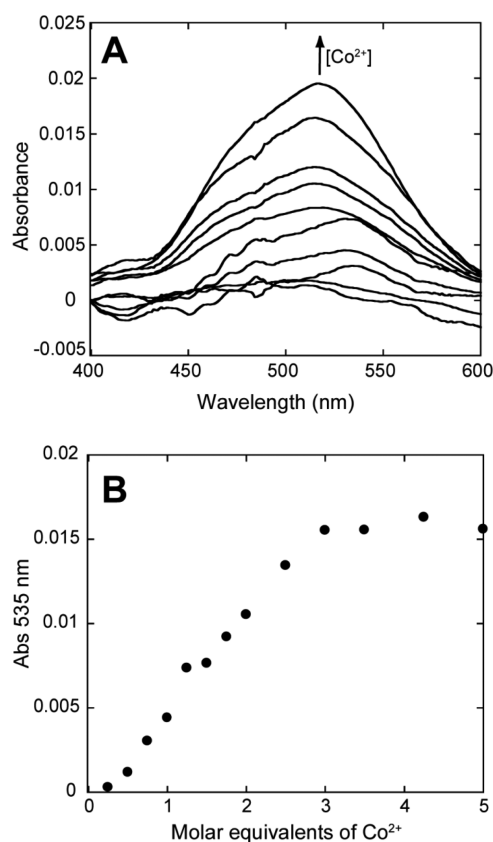 A
[Co²⁺]
0.025
0.02
0.015
0.01
0.005
0
-0.005
Absorbance
400 450 500 550 600
Wavelength (nm)
B
0.02
0.015
0.01
0.005
0
Abs 535 nm
0 1 2 3 4 5
Molar equivalents of Co²⁺